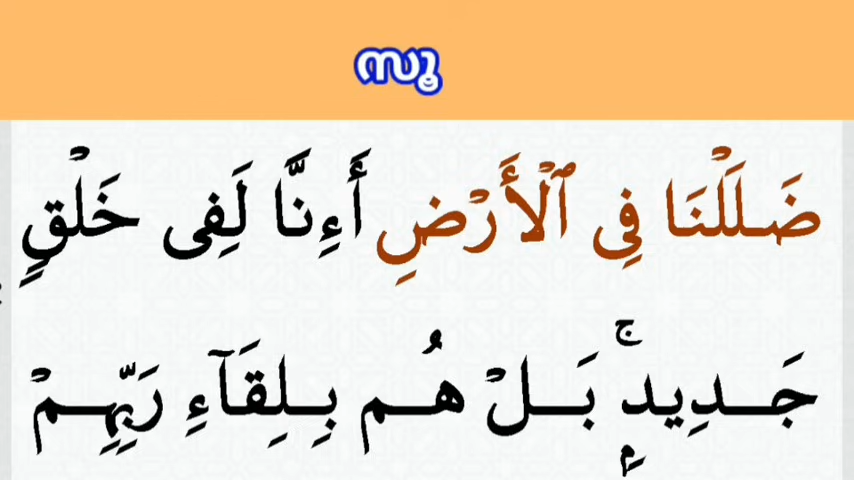 സൂ
ضَلَلْنَا فِى ٱلْأَرْضِ أَءِنَّا لَفِى خَلْقٍ
جَدِيدٍۭ ۚ بَلْ هُم بِلِقَآءِ رَبِّهِمْ